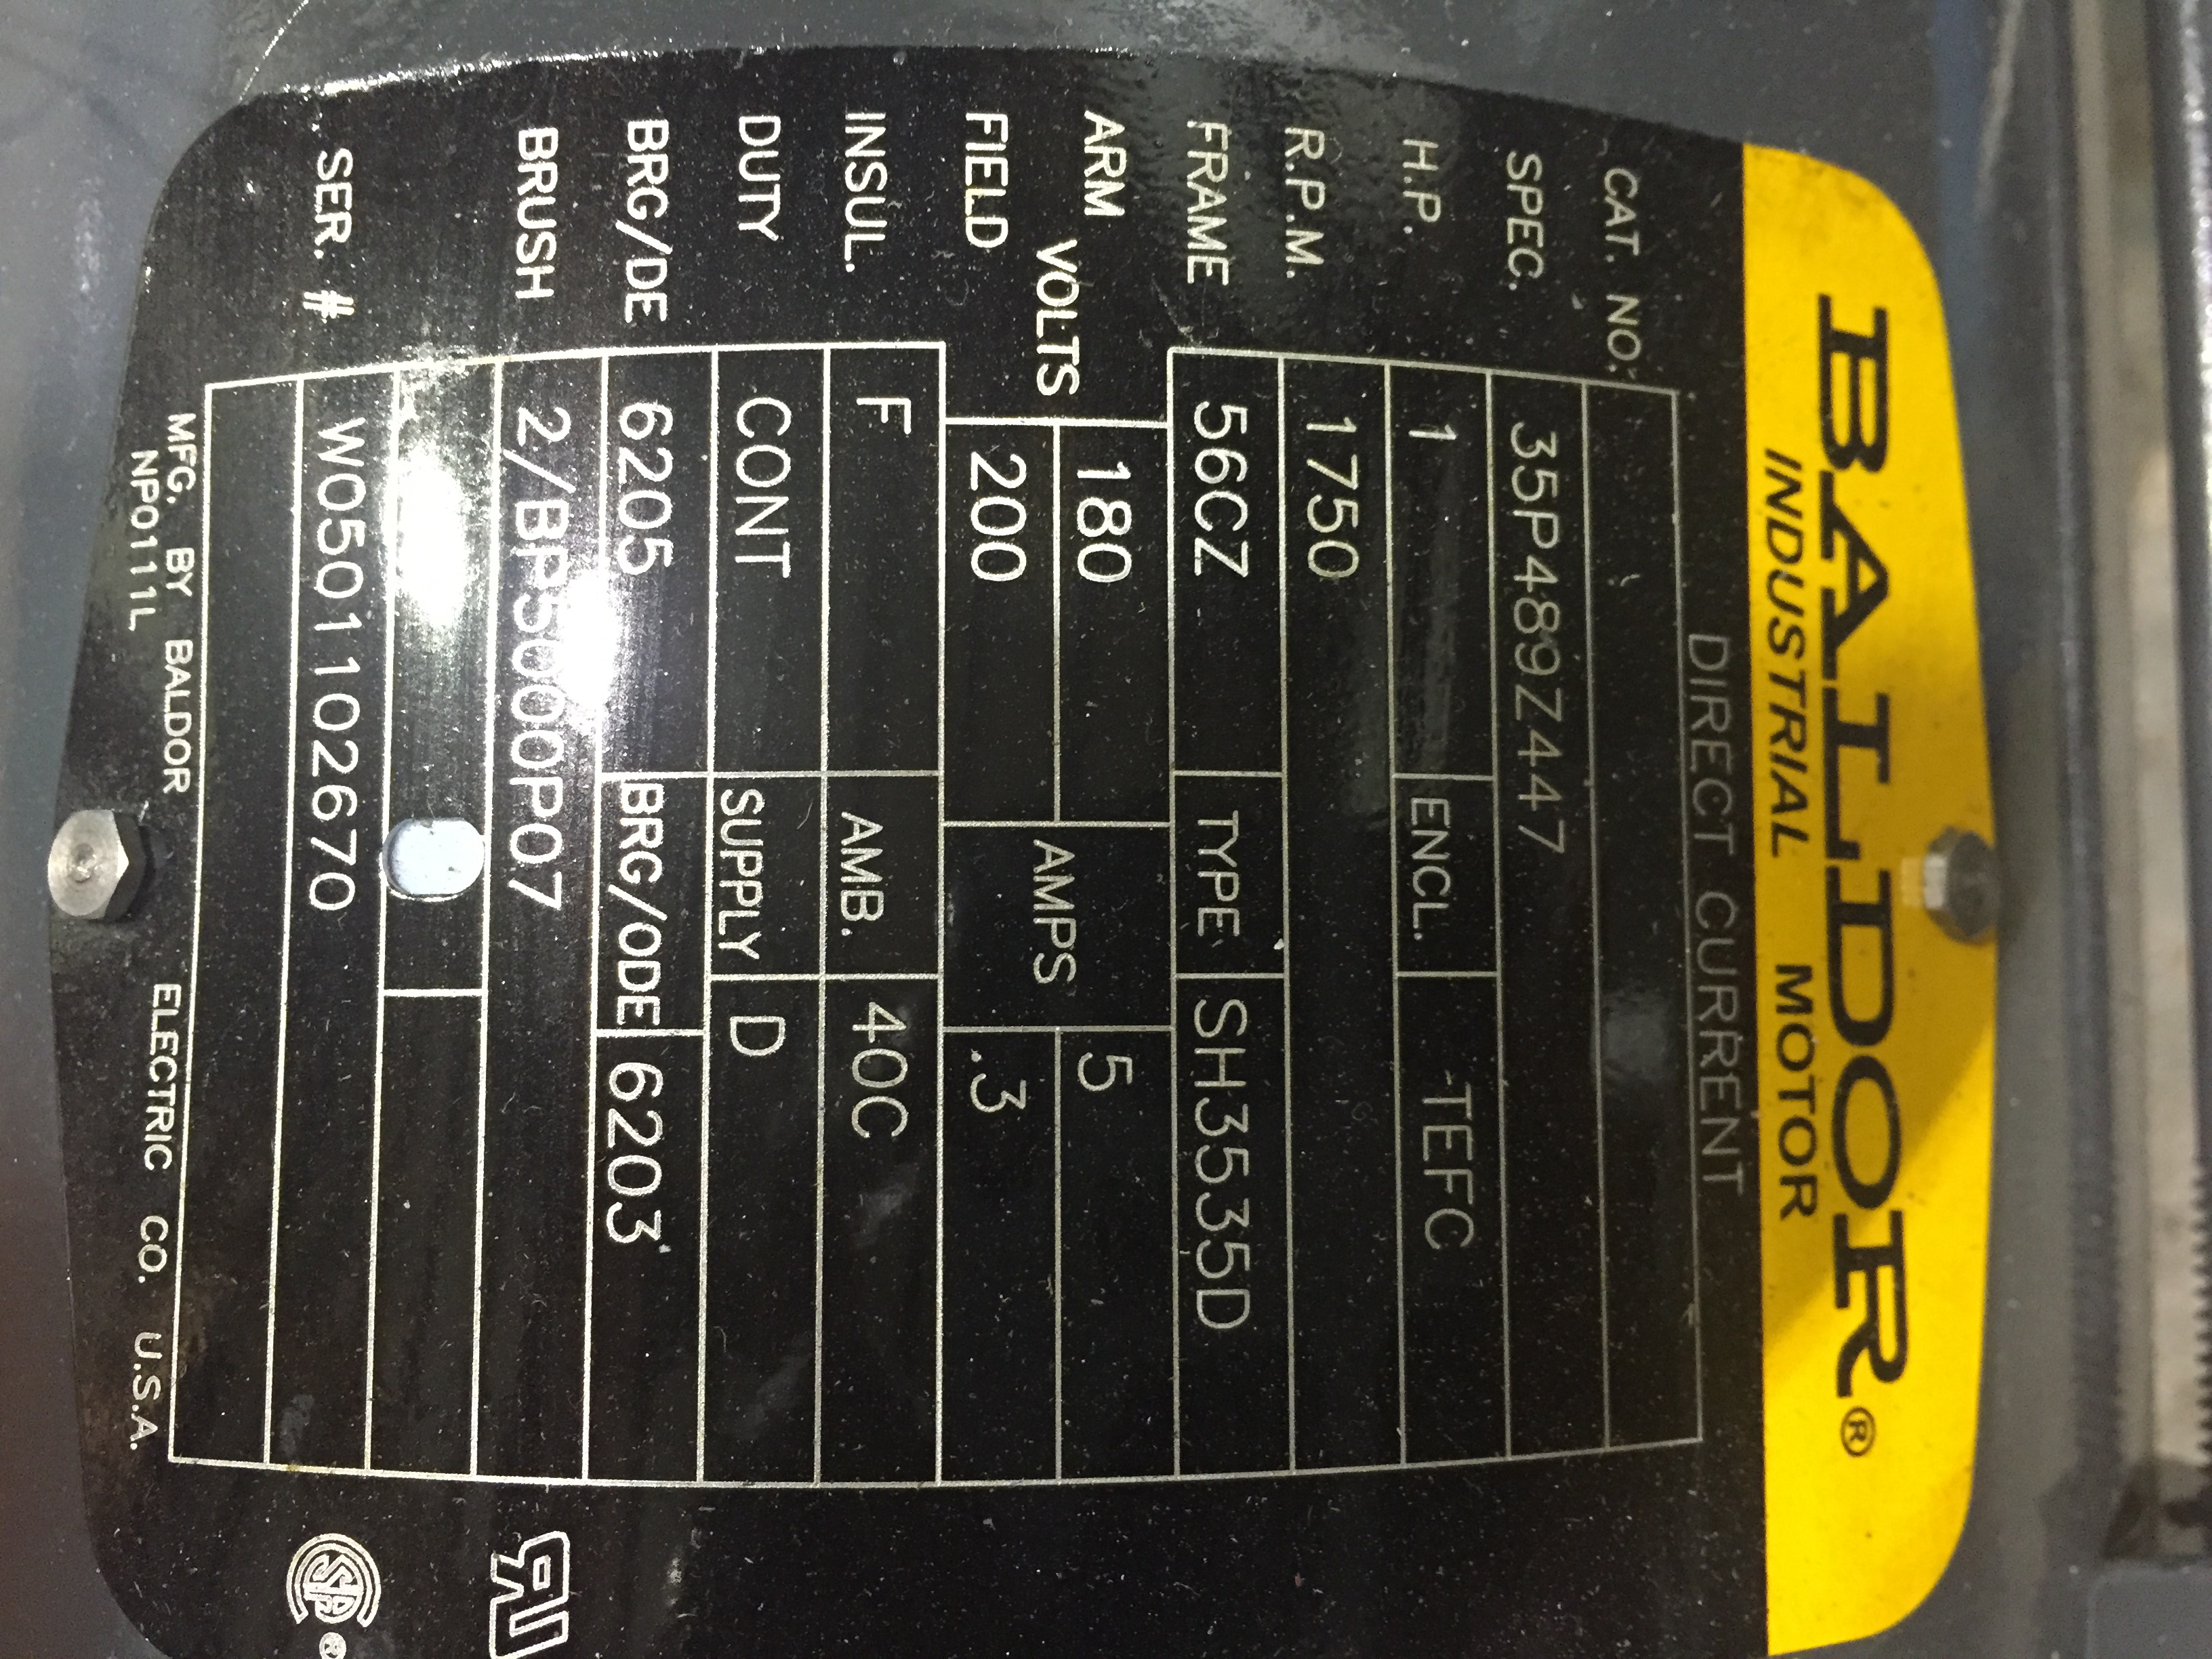 BALDOR®
INDUSTRIAL MOTOR
DIRECT CURRENT
CAT. NO.
SPEC. 35P489Z447
H.P. 1 ENCL. TEFC
R.P.M. 1750
FRAME 56CZ TYPE SH3535D
ARM VOLTS 180 AMPS 5
FIELD 200 .3
INSUL. F AMB. 40C
DUTY CONT SUPPLY D
BRG/DE 6205 BRG/ODE 6203
BRUSH 2/BP5000P07
SER. # W0501102670
MFG. BY BALDOR ELECTRIC CO. U.S.A.
NP0111L